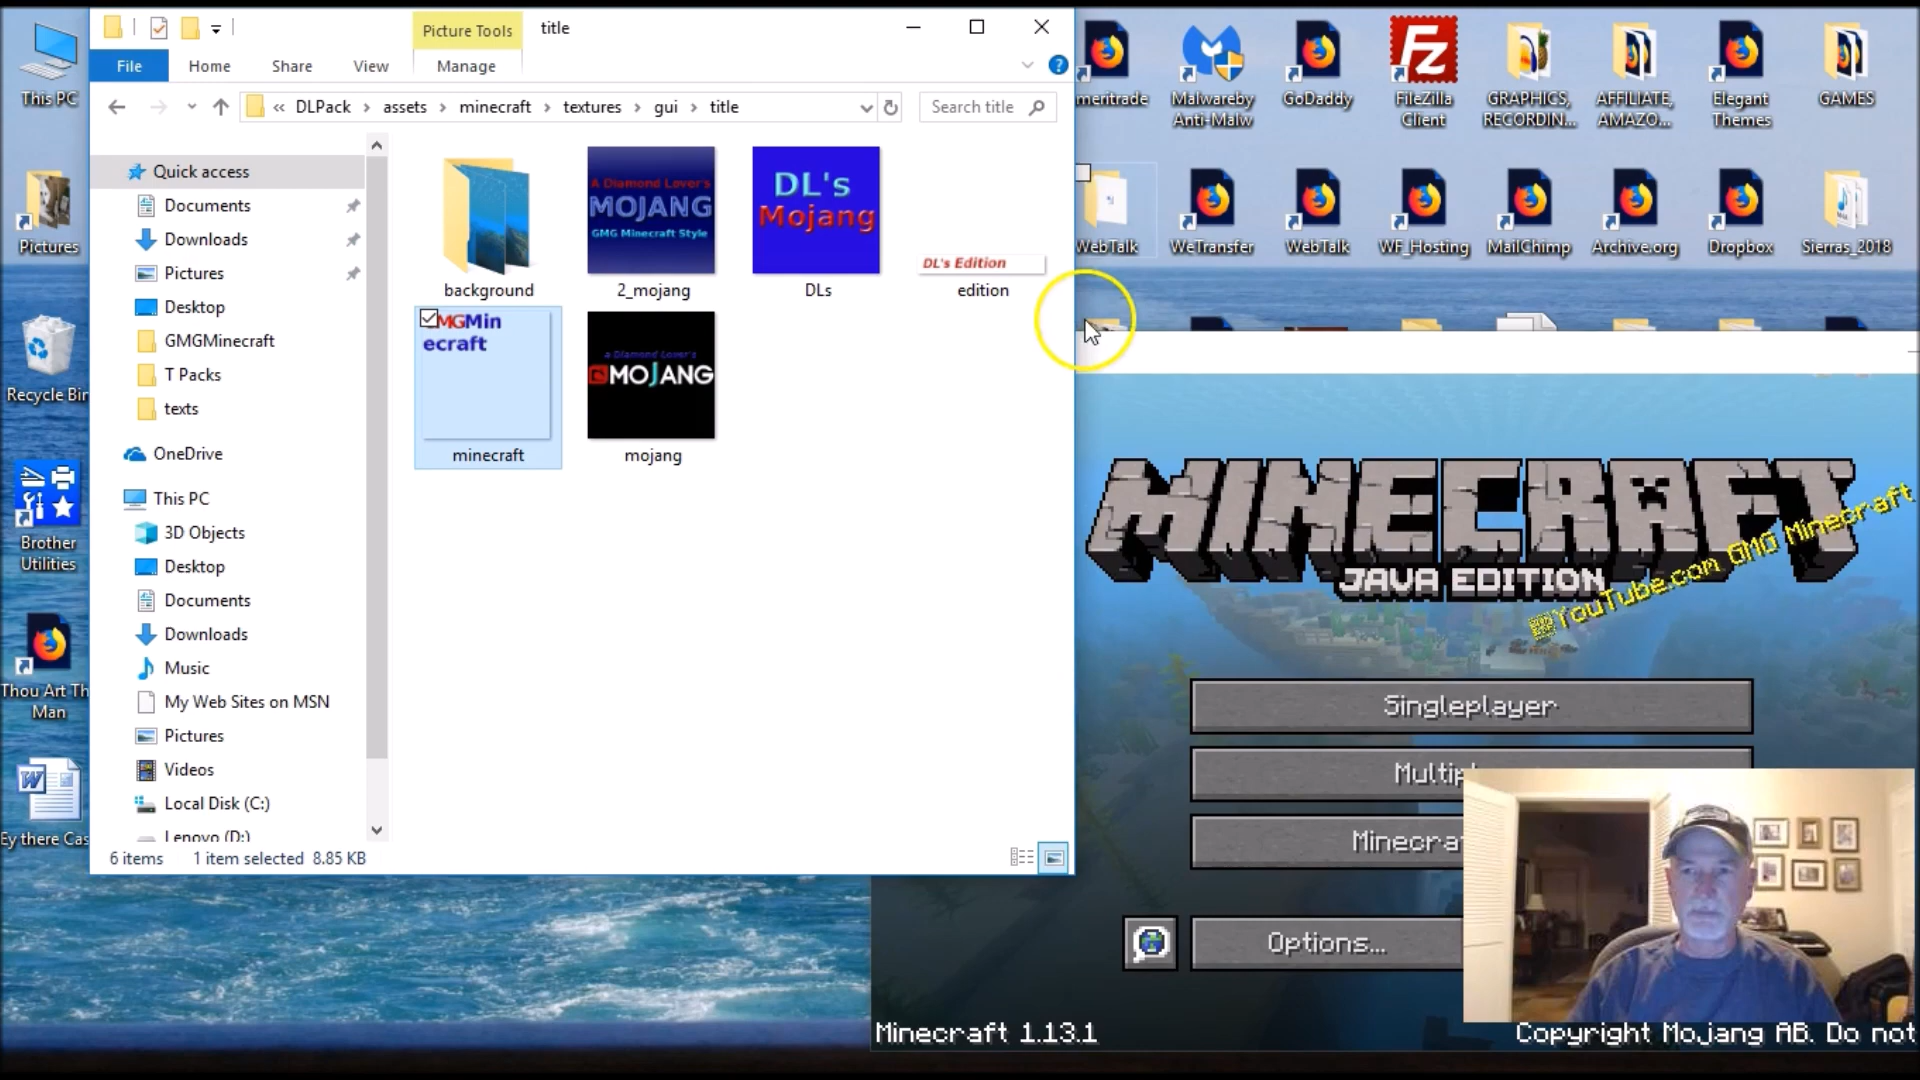 Picture Tools
title
File
Home
Share
View
Manage
« DLPack > assets > minecraft > textures > gui > title
Search title
Quick access
Documents
Downloads
Pictures
Desktop
GMGMinecraft
T Packs
texts
OneDrive
This PC
3D Objects
Desktop
Documents
Downloads
Music
My Web Sites on MSN
Pictures
Videos
Local Disk (C:)
Lenovo (D:)
A Diamond Lover's
MOJANG
GMG Minecraft Style
DL's
Mojang
DL's Edition
background
2_mojang
DLs
edition
MGMin
ecraft
a Diamond Lover's
MOJANG
minecraft
mojang
6 items
1 item selected 8.85 KB
This PC
Pictures
Recycle Bin
Brother
Utilities
Thou Art Th
Man
Ey there Cas
meritrade
Malwareby
Anti-Malw
GoDaddy
FileZilla
Client
GRAPHICS,
RECORDIN...
AFFILIATE,
AMAZO...
Elegant
Themes
GAMES
WebTalk
WeTransfer
WebTalk
WF_Hosting
MailChimp
Archive.org
Dropbox
Sierras_2018
MINECRAFT
JAVA EDITION
@YouTube.com GMG Minecraft
Singleplayer
Multipl
Minecraf
Options...
Minecraft 1.13.1
Copyright Mojang AB. Do not